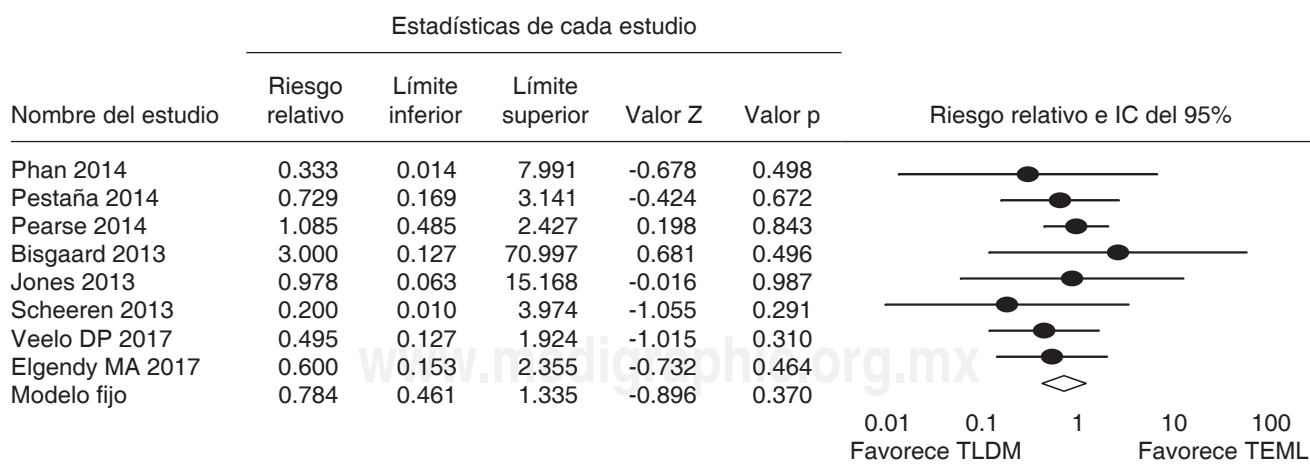 Estadísticas de cada estudio
Nombre del estudio Riesgo relativo Límite inferior Límite superior Valor Z Valor p Riesgo relativo e IC del 95%
Phan 2014 0.333 0.014 7.991 -0.678 0.498
Pestaña 2014 0.729 0.169 3.141 -0.424 0.672
Pearse 2014 1.085 0.485 2.427 0.198 0.843
Bisgaard 2013 3.000 0.127 70.997 0.681 0.496
Jones 2013 0.978 0.063 15.168 -0.016 0.987
Scheeren 2013 0.200 0.010 3.974 -1.055 0.291
Veelo DP 2017 0.495 0.127 1.924 -1.015 0.310
Elgendy MA 2017 0.600 0.153 2.355 -0.732 0.464
www.medigraphic.org.mx
Modelo fijo 0.784 0.461 1.335 -0.896 0.370
0.01 0.1 1 10 100
Favorece TLDM Favorece TEML